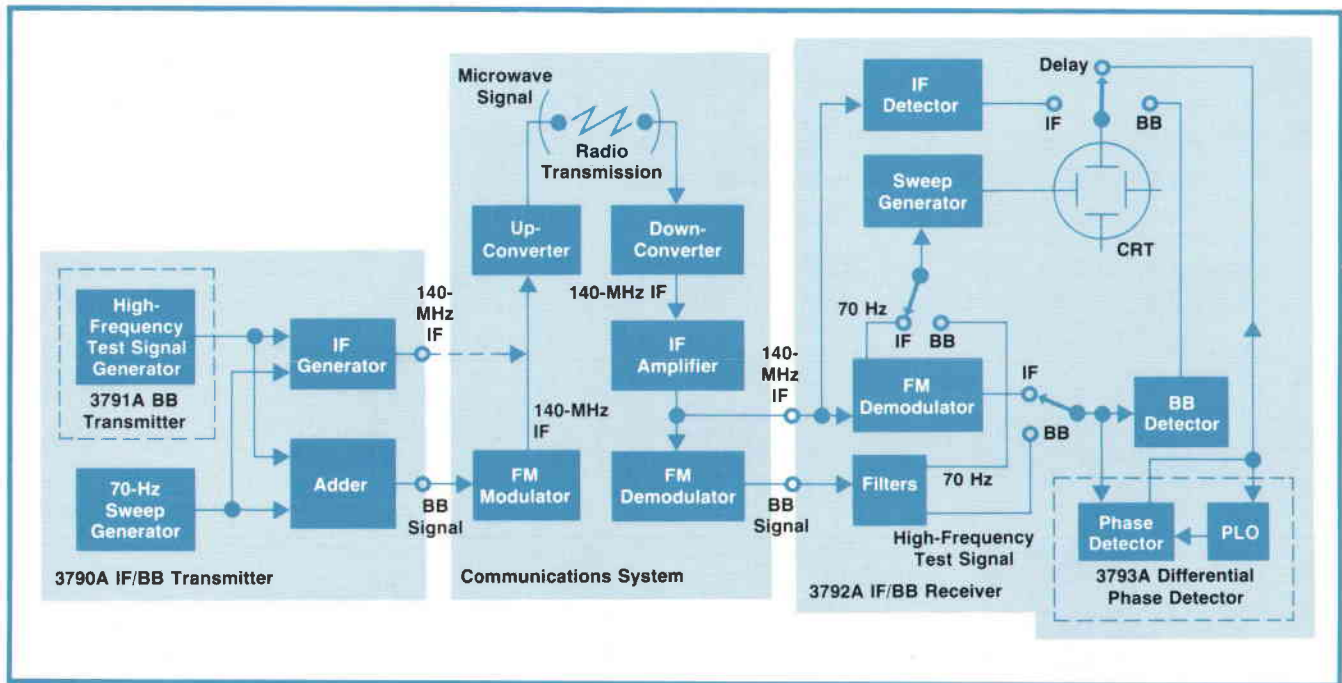 High-
Frequency
Test Signal
Generator
3791A BB
Transmitter
70-Hz
Sweep
Generator
IF
Generator
Adder
140-
MHz
IF
BB
Signal
3790A IF/BB Transmitter
Microwave
Signal
Radio
Transmission
Up-
Converter
Down-
Converter
140-MHz IF
IF
Amplifier
140-MHz
IF
FM
Modulator
FM
Demodulator
Communications System
140-
MHz
IF
BB
Signal
IF
Detector
Delay
IF
BB
Sweep
Generator
CRT
70 Hz
IF
BB
FM
Demodulator
IF
BB
BB
Detector
Filters
70 Hz
High-Frequency
Test Signal
Phase
Detector
PLO
3793A Differential
Phase Detector
3792A IF/BB Receiver